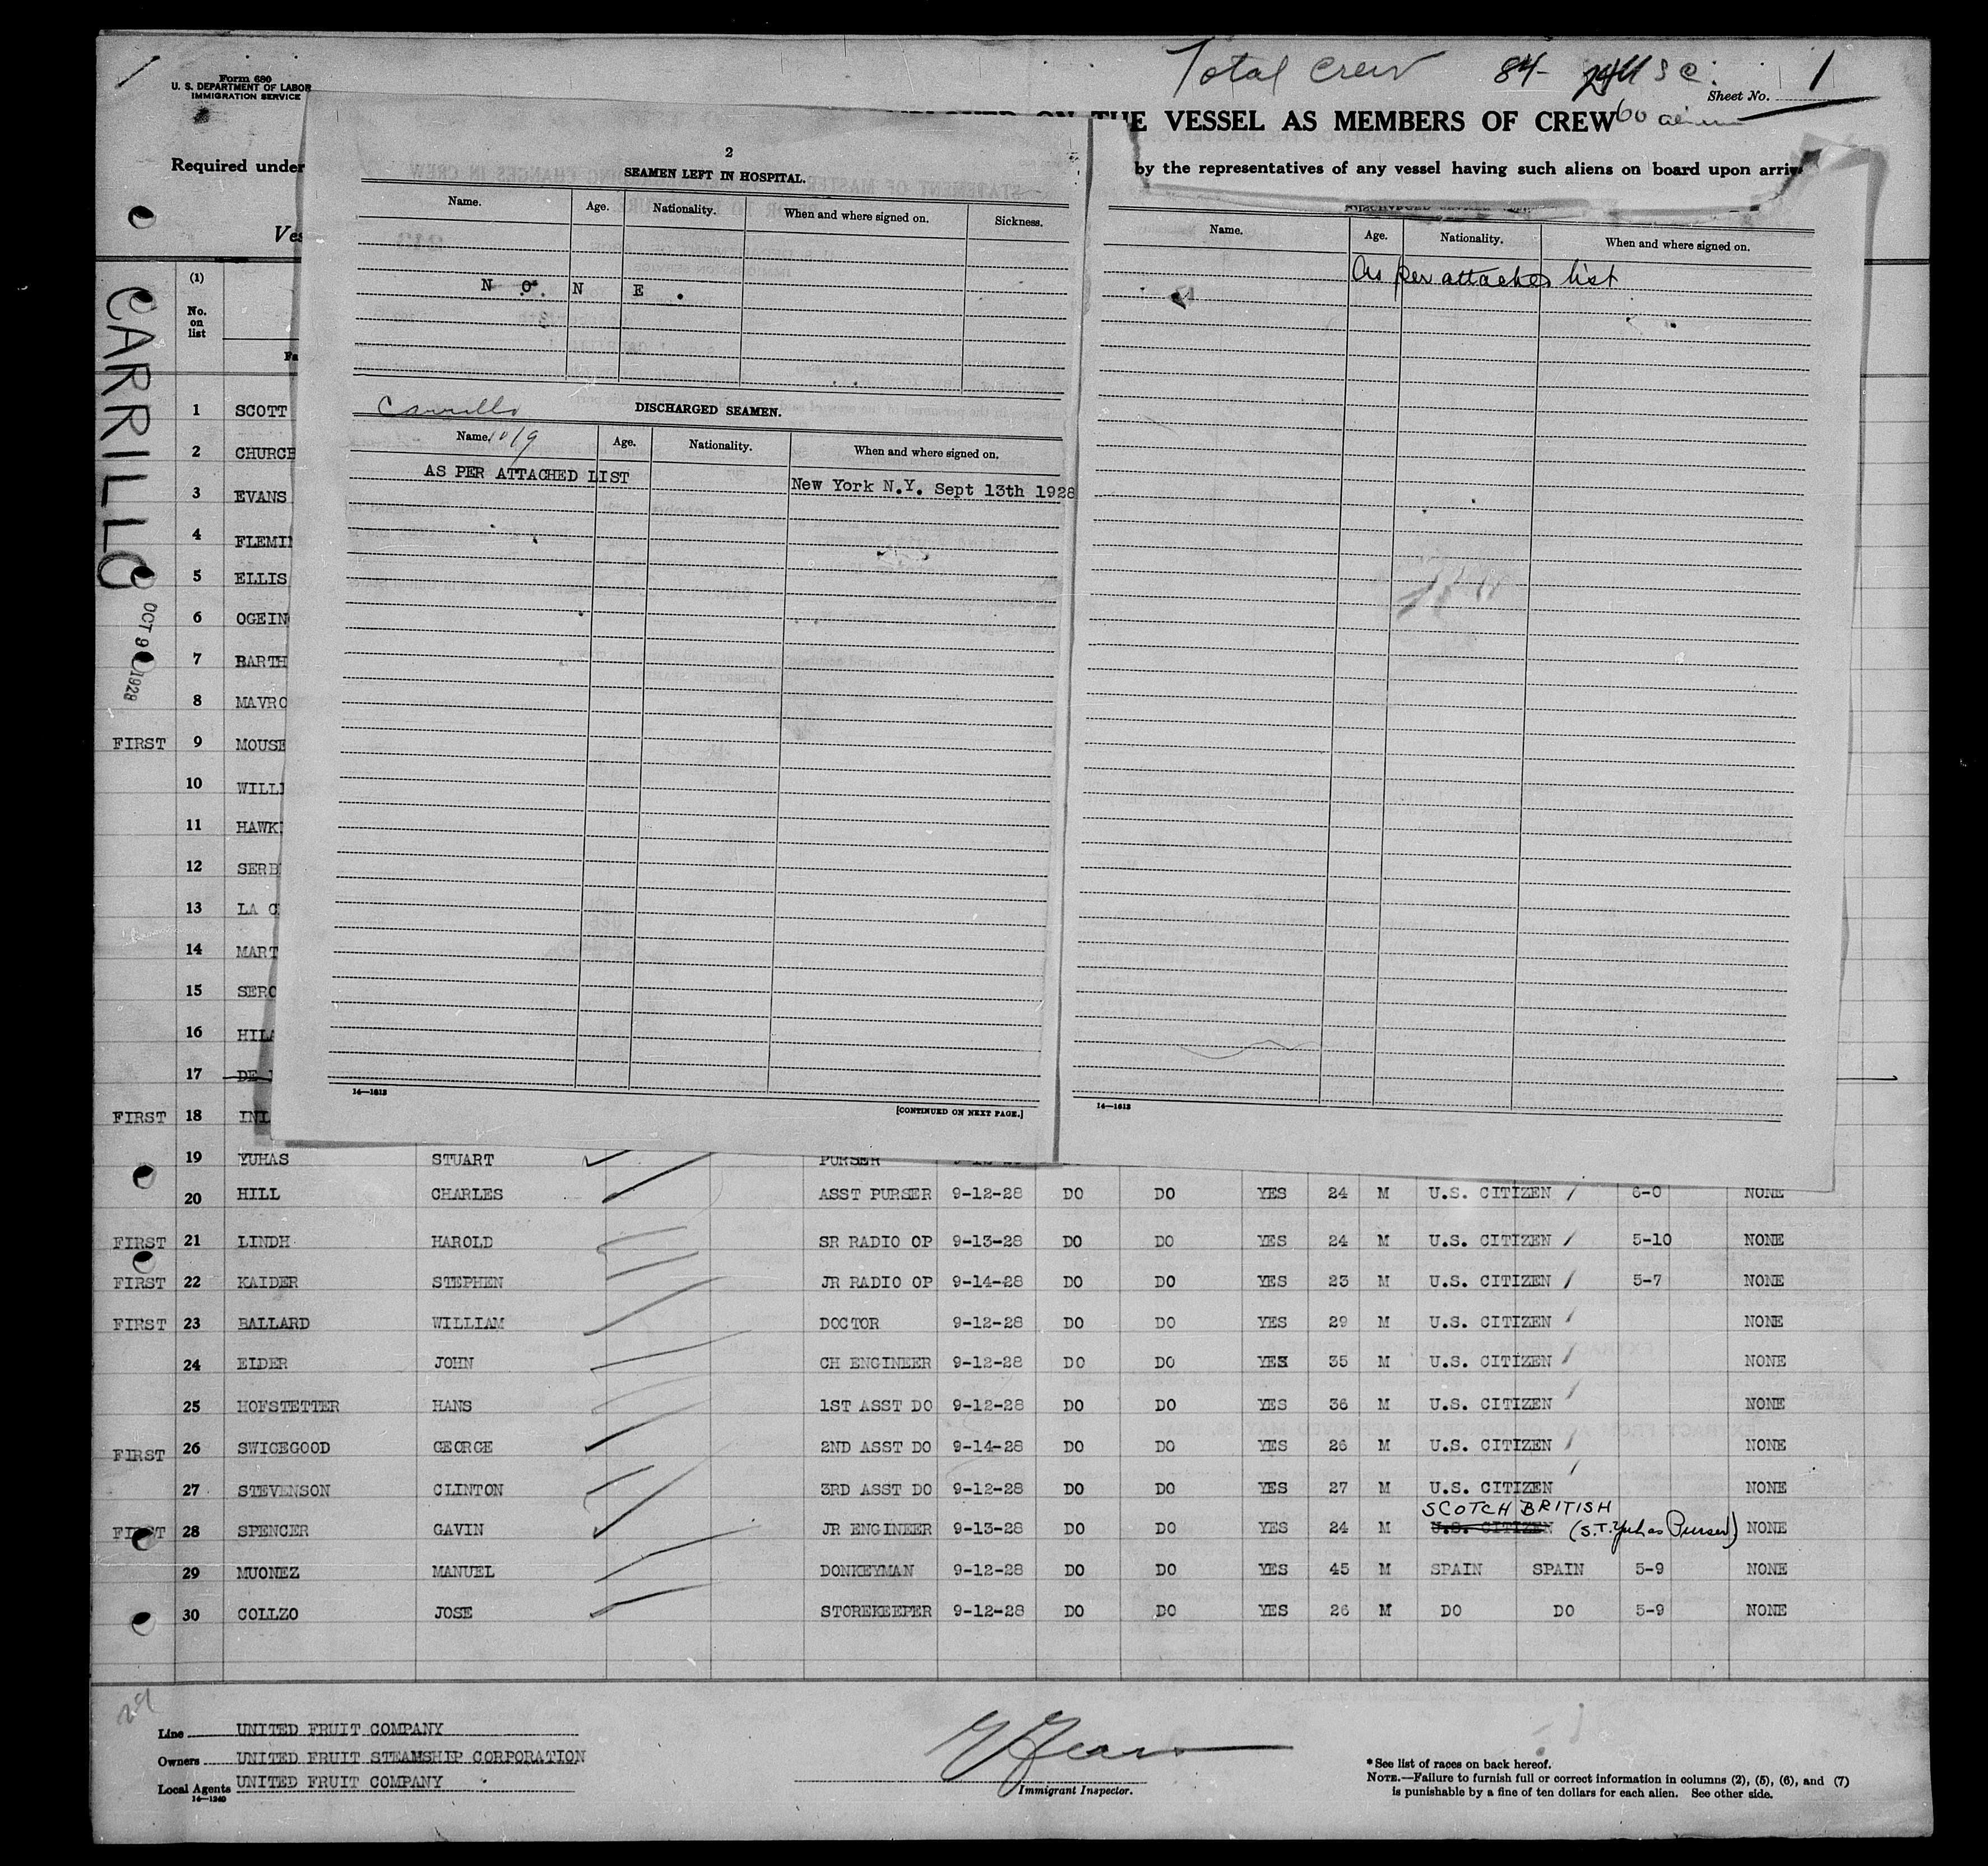 Form 680
U. S. DEPARTMENT OF LABOR
IMMIGRATION SERVICE
Total Crew 84-
Sheet No. 1
THE VESSEL AS MEMBERS OF CREW
60
Required under
by the representatives of any vessel having such aliens on board upon arriv
Ves
(1)
No.
on
list
Fa
CARRILLO
OCT 9 1928
2
SEAMEN LEFT IN HOSPITAL.
Name. Age. Nationality. When and where signed on. Sickness.
N O N E .
Carrillo
DISCHARGED SEAMEN.
Name. 10/9 Age. Nationality. When and where signed on.
AS PER ATTACHED LIST New York N.Y. Sept 13th 1928
14—1613
[CONTINUED ON NEXT PAGE.]
Name. Age. Nationality. When and where signed on.
As per attached list
14—1613
1 SCOTT
2 CHURCH
3 EVANS
4 FLEMI
5 ELLIS
6 OGEIN
7 BARTH
8 MAVRO
FIRST 9 MOUSE
10 WILLI
11 HAWK
12 SERB
13 LA C
14 MART
15 SERO
16 HILA
17 DE
FIRST 18 INL
19 YUHAS STUART PURSER
20 HILL CHARLES ASST PURSER 9-12-28 DO DO YES 24 M U.S. CITIZEN 6-0 NONE
FIRST 21 LINDH HAROLD SR RADIO OP 9-13-28 DO DO YES 24 M U.S. CITIZEN 5-10 NONE
FIRST 22 KAIDER STEPHEN JR RADIO OP 9-14-28 DO DO YES 23 M U.S. CITIZEN 5-7 NONE
FIRST 23 BALLARD WILLIAM DOCTOR 9-12-28 DO DO YES 29 M U.S. CITIZEN NONE
24 ELDER JOHN CH ENGINEER 9-12-28 DO DO YES 35 M U.S. CITIZEN NONE
25 HOFSTETTER HANS 1ST ASST DO 9-12-28 DO DO YES 36 M U.S. CITIZEN NONE
FIRST 26 SWICEGOOD GEORGE 2ND ASST DO 9-14-28 DO DO YES 26 M U.S. CITIZEN NONE
27 STEVENSON CLINTON 3RD ASST DO 9-12-28 DO DO YES 27 M U.S. CITIZEN NONE
SCOTCH BRITISH
FIRST 28 SPENCER GAVIN JR ENGINEER 9-13-28 DO DO YES 24 M U.S. CITIZEN (S.T. Yuhas Purser) NONE
29 MUONEZ MANUEL DONKEYMAN 9-12-28 DO DO YES 45 M SPAIN SPAIN 5-9 NONE
30 COLLZO JOSE STOREKEEPER 9-12-28 DO DO YES 26 M DO DO 5-9 NONE
29
Line UNITED FRUIT COMPANY
Owners UNITED FRUIT STEAMSHIP CORPORATION
Local Agents UNITED FRUIT COMPANY
14—1240
Immigrant Inspector.
* See list of races on back hereof.
NOTE.—Failure to furnish full or correct information in columns (2), (5), (6), and (7)
is punishable by a fine of ten dollars for each alien. See other side.